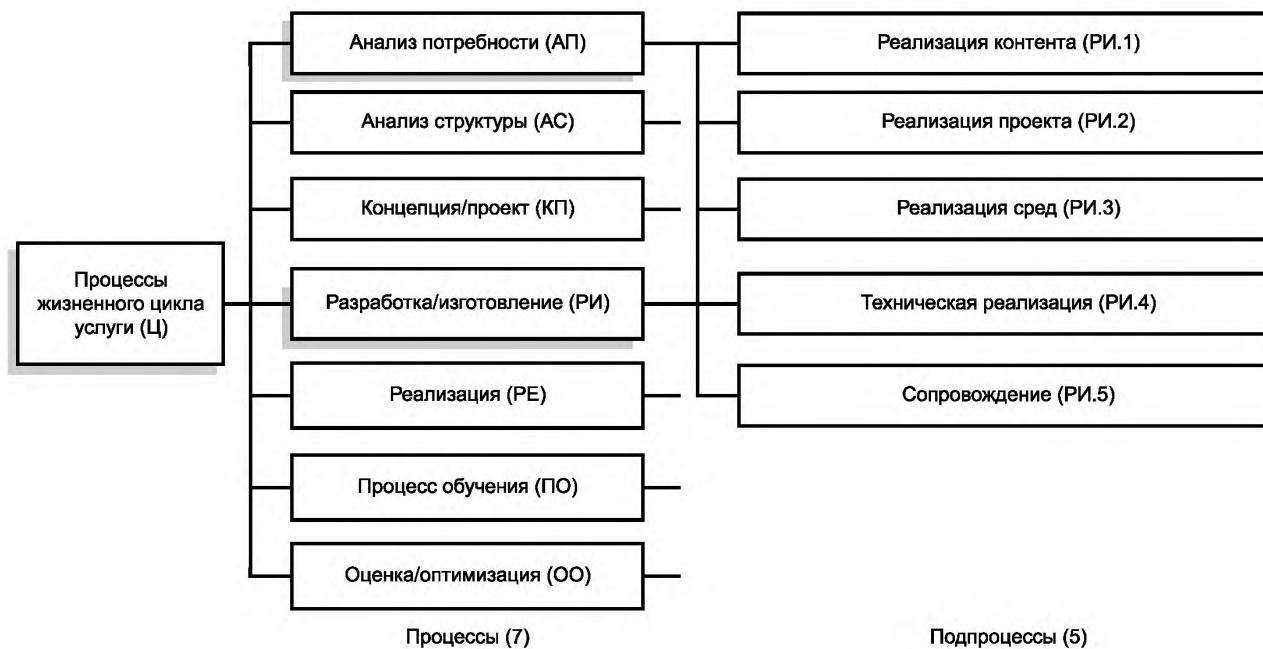 Процессы
жизненного цикла
услуги (Ц)
Анализ потребности (АП)
Анализ структуры (АС)
Концепция/проект (КП)
Разработка/изготовление (РИ)
Реализация (РЕ)
Процесс обучения (ПО)
Оценка/оптимизация (ОО)
Процессы (7)
Реализация контента (РИ.1)
Реализация проекта (РИ.2)
Реализация сред (РИ.3)
Техническая реализация (РИ.4)
Сопровождение (РИ.5)
Подпроцессы (5)